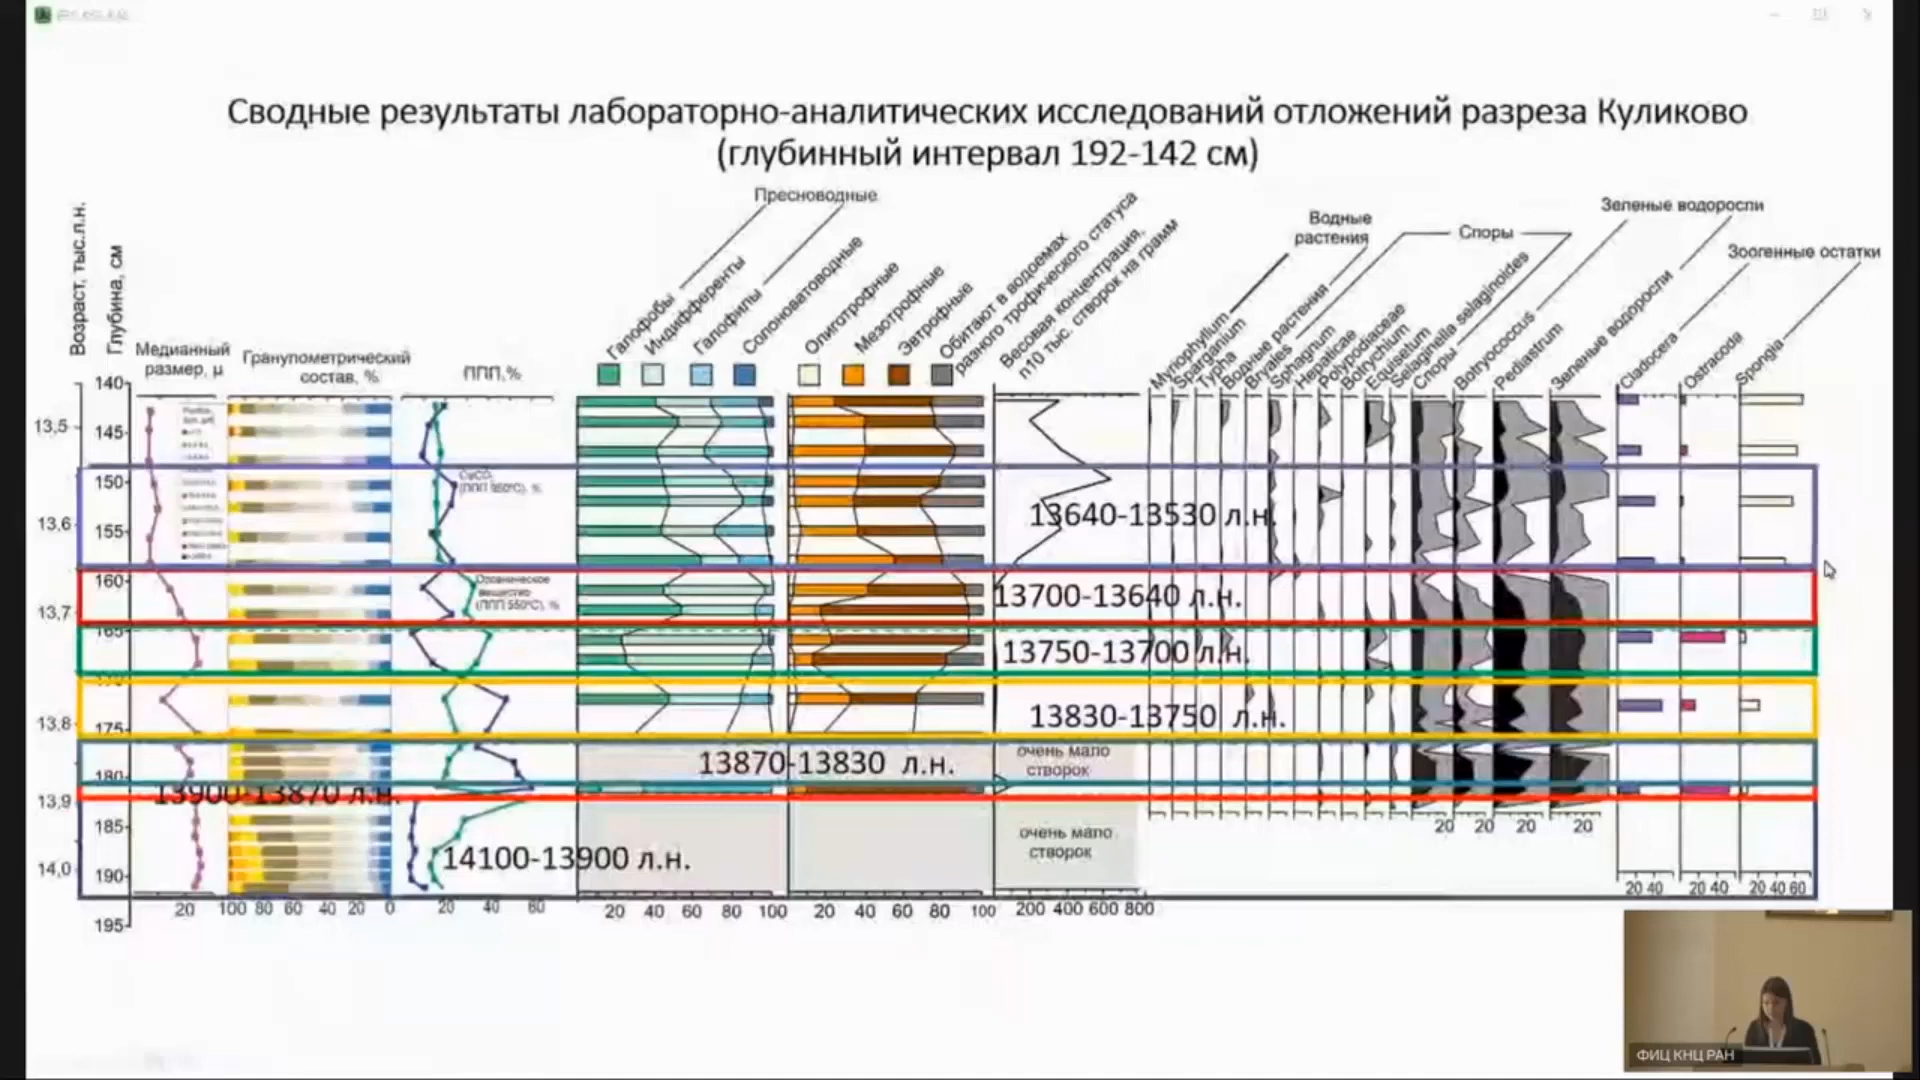 Сводные результаты лабораторно-аналитических исследований отложений разреза Куликово
(глубинный интервал 192-142 см)
Возраст, тыс.л.н.
Глубина, см
Медианный
размер, μ
Гранулометрический
состав, %
ППП,%
Пресноводные
Галофобы
Индифференты
Галофилы
Солоноватоводные
Олиготрофные
Мезотрофные
Эвтрофные
Обитают в водоемах
разного трофического статуса
Весовая концентрация,
n10 тыс. створок на грамм
Водные
растения
Споры
Зеленые водоросли
Зоогенные остатки
Myriophyllum
Sparganium
Typha
Водные растения
Bryales
Sphagnum
Hepaticae
Polypodiaceae
Botrychium
Equisetum
Selaginella selaginoides
Споры
Botryococcus
Pediastrum
Зеленые водоросли
Cladocera
Ostracoda
Spongia
140
13,5
145
150
CaCO₃
(ППП 950°C), %
13640-13530 л.н.
13,6
155
160
Органическое
вещество
(ППП 550°C), %
13700-13640 л.н.
13,7
165
13750-13700 л.н.
170
13,8
175
13830-13750 л.н.
очень мало
створок
13870-13830 л.н.
180
13900-13870 л.н.
13,9
185
очень мало
створок
14100-13900 л.н.
14,0
190
195
20
100 80 60 40 20 0
20 40 60
20 40 60 80 100
20 40 60 80 100
200 400 600 800
20 20 20 20
20 40
20 40
20 40 60
ФИЦ КНЦ РАН